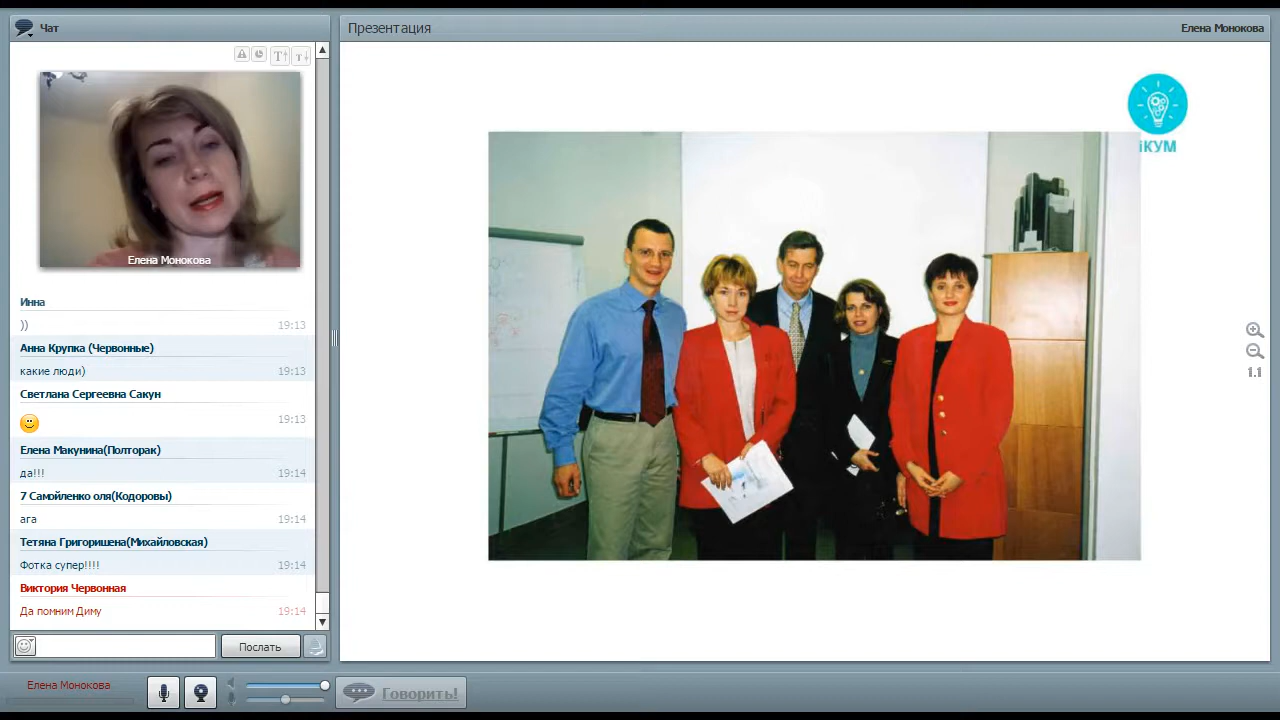 Чат
Презентация
Елена Монокова
Елена Монокова
Инна
)) 19:13
Анна Крупка (Червонные)
какие люди) 19:13
Светлана Сергеевна Сакун
19:13
Елена Макунина(Полторак)
да!!! 19:14
7 Самойленко оля(Кодоровы)
ага 19:14
Тетяна Григоришена(Михайловская)
Фотка супер!!!! 19:14
Виктория Червонная
Да помним Диму 19:14
Послать
Елена Монокова
Говорить!
iКУМ
1.1